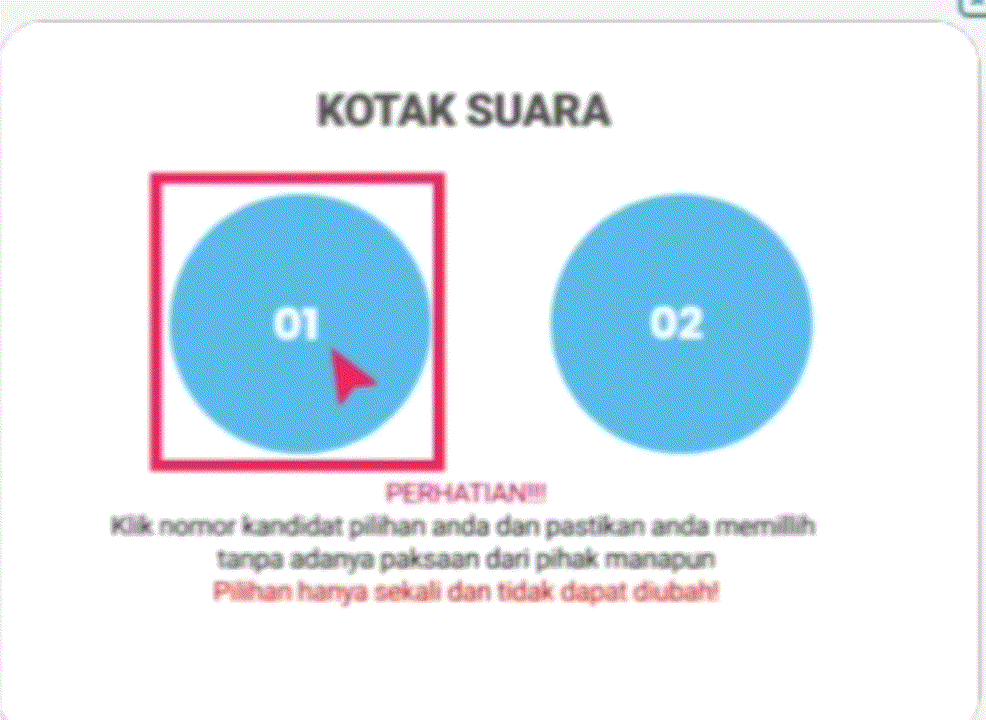 KOTAK SUARA
01
02
PERHATIAN!!!!
Klik nomor kandidat pilihan anda dan pastikan anda memillih
tanpa adanya paksaan dari pihak manapun
Pilihan hanya sekali dan tidak dapat diubah!